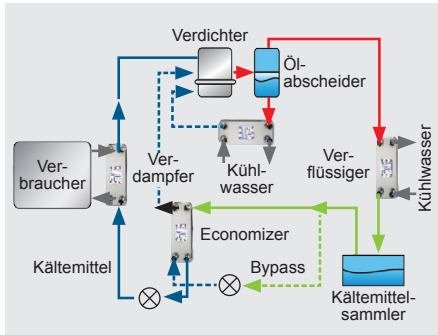 Verdichter
Öl-
abscheider
Ver-
braucher
Ver-
dampfer
Kühl-
wasser
Ver-
flüssiger
Kühlwasser
Economizer
Kältemittel
Bypass
Kältemittel-
sammler